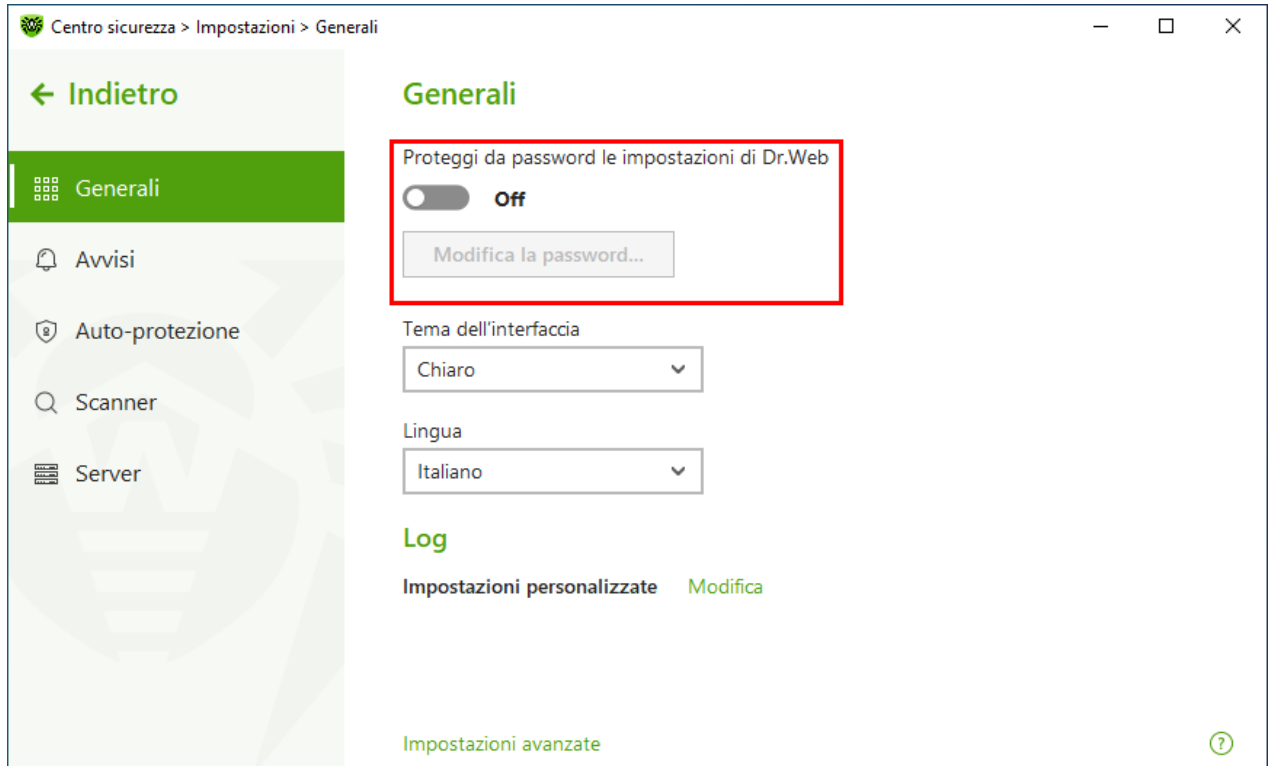 Centro sicurezza > Impostazioni > Generali
Indietro
Generali
Avvisi
Auto-protezione
Scanner
Server
Generali
Proteggi da password le impostazioni di Dr.Web
Off
Modifica la password...
Tema dell'interfaccia
Chiaro
Lingua
Italiano
Log
Impostazioni personalizzate Modifica
Impostazioni avanzate
?